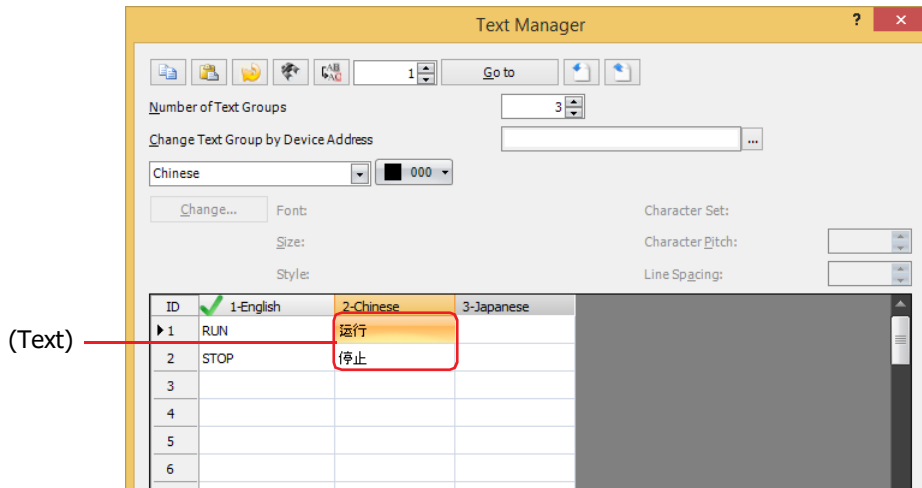 Text Manager
? ×
AB
AC
1 Go to
Number of Text Groups 3
Change Text Group by Device Address ...
Chinese 000
Change... Font: Character Set:
Size: Character Pitch:
Style: Line Spacing:
ID 1-English 2-Chinese 3-Japanese
1 RUN 运行
(Text)
2 STOP 停止
3
4
5
6